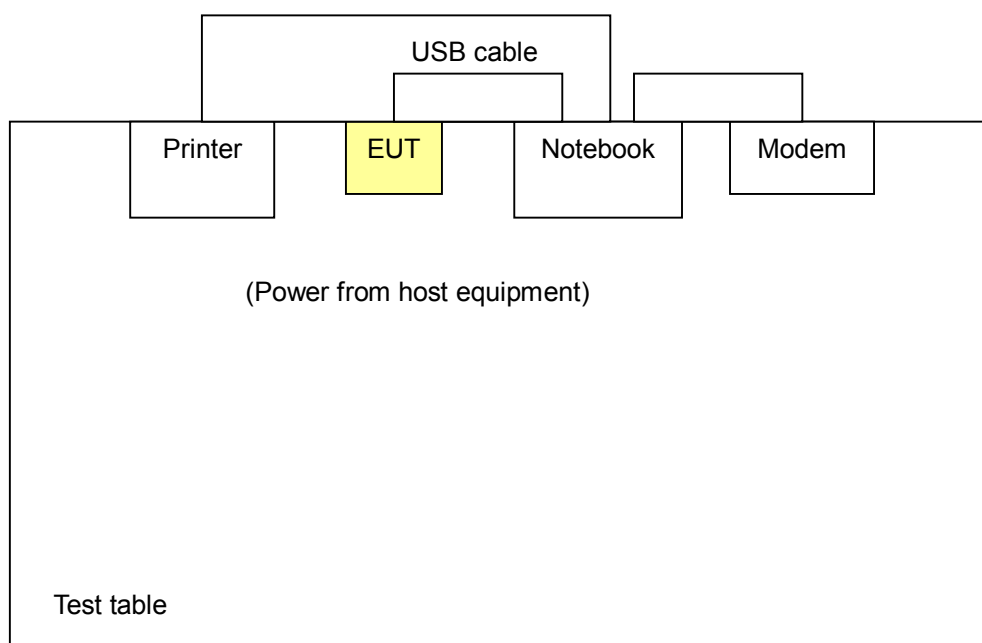 USB cable
Printer
EUT
Notebook
Modem
(Power from host equipment)
Test table